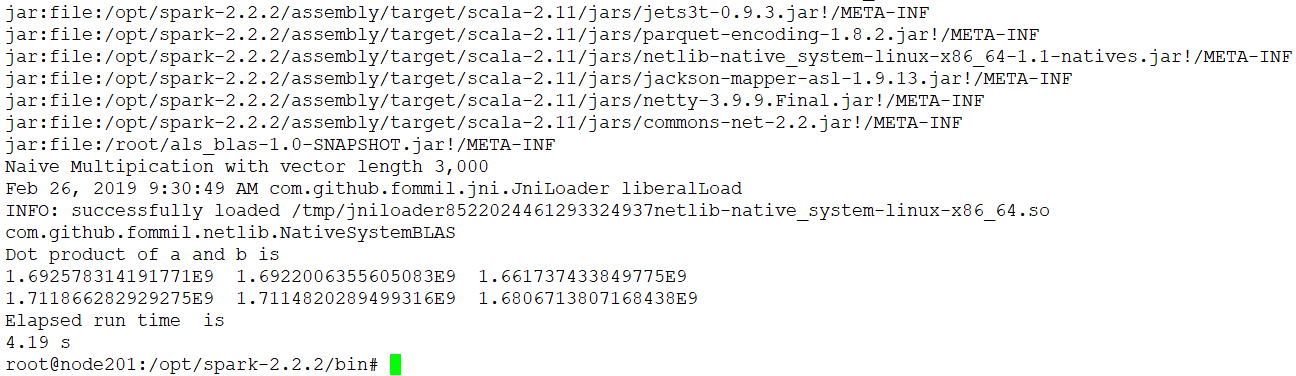 jar:file:/opt/spark-2.2.2/assembly/target/scala-2.11/jars/jets3t-0.9.3.jar!/META-INF
jar:file:/opt/spark-2.2.2/assembly/target/scala-2.11/jars/parquet-encoding-1.8.2.jar!/META-INF
jar:file:/opt/spark-2.2.2/assembly/target/scala-2.11/jars/netlib-native_system-linux-x86_64-1.1-natives.jar!/META-INF
jar:file:/opt/spark-2.2.2/assembly/target/scala-2.11/jars/jackson-mapper-asl-1.9.13.jar!/META-INF
jar:file:/opt/spark-2.2.2/assembly/target/scala-2.11/jars/netty-3.9.9.Final.jar!/META-INF
jar:file:/opt/spark-2.2.2/assembly/target/scala-2.11/jars/commons-net-2.2.jar!/META-INF
jar:file:/root/als_blas-1.0-SNAPSHOT.jar!/META-INF
Naive Multipication with vector length 3,000
Feb 26, 2019 9:30:49 AM com.github.fommil.jni.JniLoader liberalLoad
INFO: successfully loaded /tmp/jniloader8522024461293324937netlib-native_system-linux-x86_64.so
com.github.fommil.netlib.NativeSystemBLAS
Dot product of a and b is
1.692578314191771E9  1.6922006355605083E9  1.661737433849775E9
1.711866282929275E9  1.7114820289499316E9  1.6806713807168438E9
Elapsed run time  is
4.19 s
root@node201:/opt/spark-2.2.2/bin#